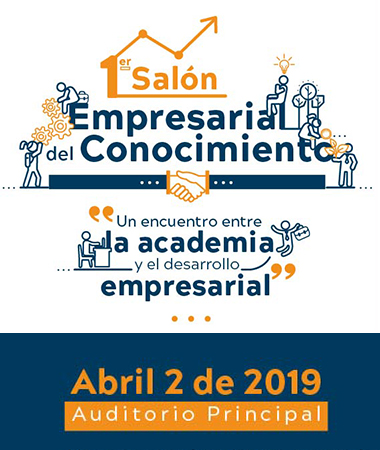 1er Salón
Empresarial
del Conocimiento
"Un encuentro entre
la academia
y el desarrollo
empresarial"
Abril 2 de 2019
Auditorio Principal